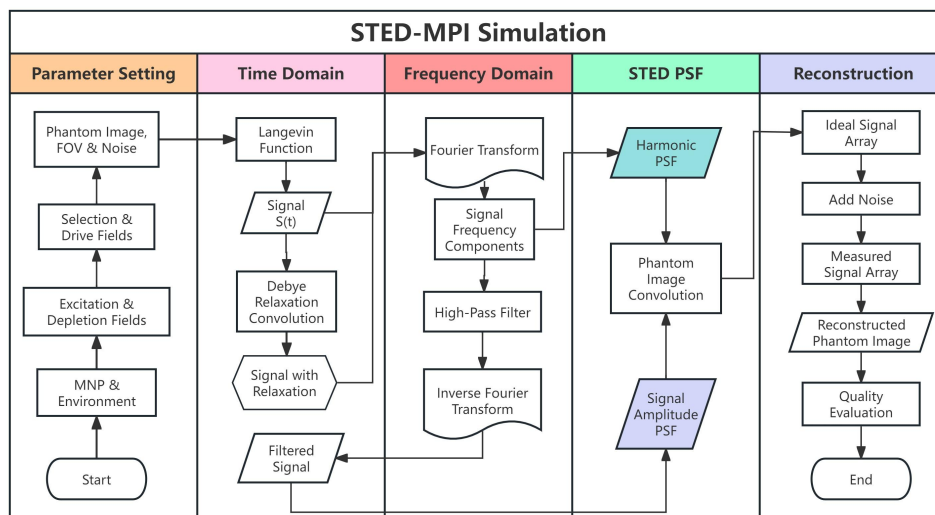 STED-MPI Simulation
Parameter Setting
Time Domain
Frequency Domain
STED PSF
Reconstruction
Phantom Image,
FOV & Noise
Selection &
Drive Fields
Excitation &
Depletion Fields
MNP &
Environment
Start
Langevin
Function
Signal
S(t)
Debye
Relaxation
Convolution
Signal with
Relaxation
Filtered
Signal
Fourier Transform
Signal
Frequency
Components
High-Pass Filter
Inverse Fourier
Transform
Harmonic
PSF
Phantom
Image
Convolution
Signal
Amplitude
PSF
Ideal Signal
Array
Add Noise
Measured
Signal Array
Reconstructed
Phantom Image
Quality
Evaluation
End